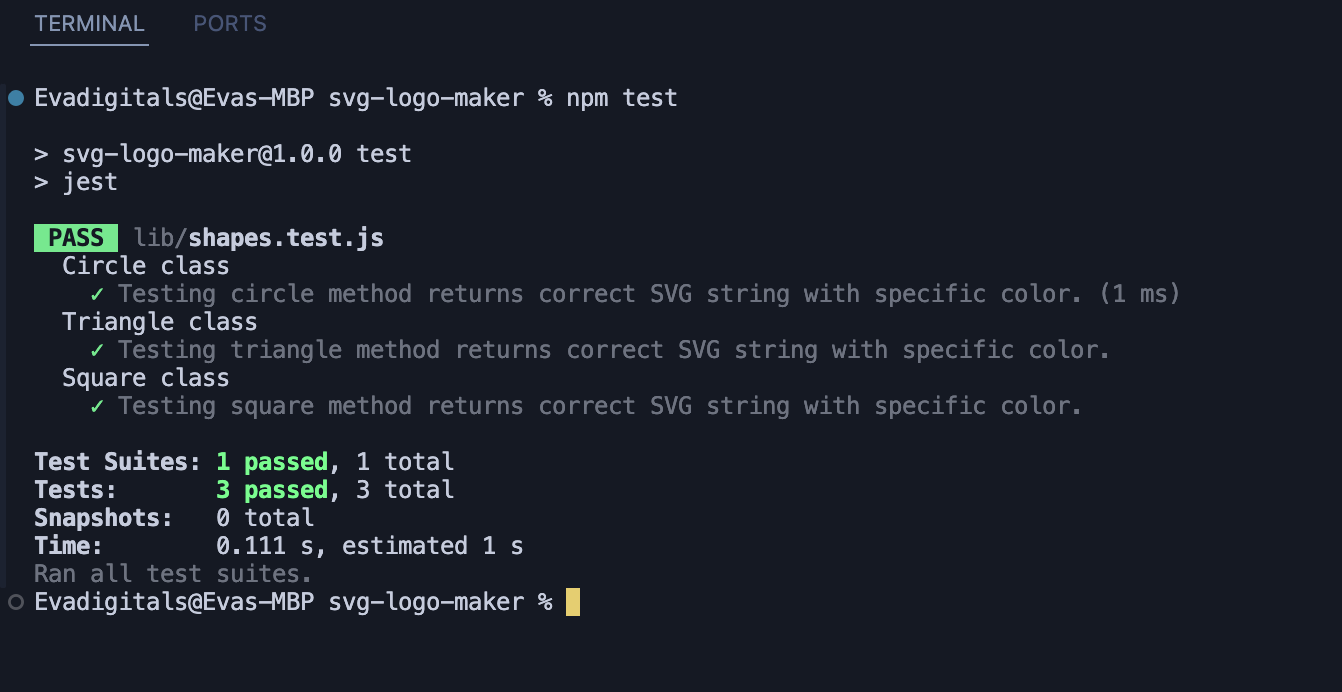 TERMINAL PORTS
Evadigitals@Evas-MBP svg-logo-maker % npm test
> svg-logo-maker@1.0.0 test
> jest
PASS lib/shapes.test.js
Circle class
✓ Testing circle method returns correct SVG string with specific color. (1 ms)
Triangle class
✓ Testing triangle method returns correct SVG string with specific color.
Square class
✓ Testing square method returns correct SVG string with specific color.
Test Suites: 1 passed, 1 total
Tests: 3 passed, 3 total
Snapshots: 0 total
Time: 0.111 s, estimated 1 s
Ran all test suites.
Evadigitals@Evas-MBP svg-logo-maker %